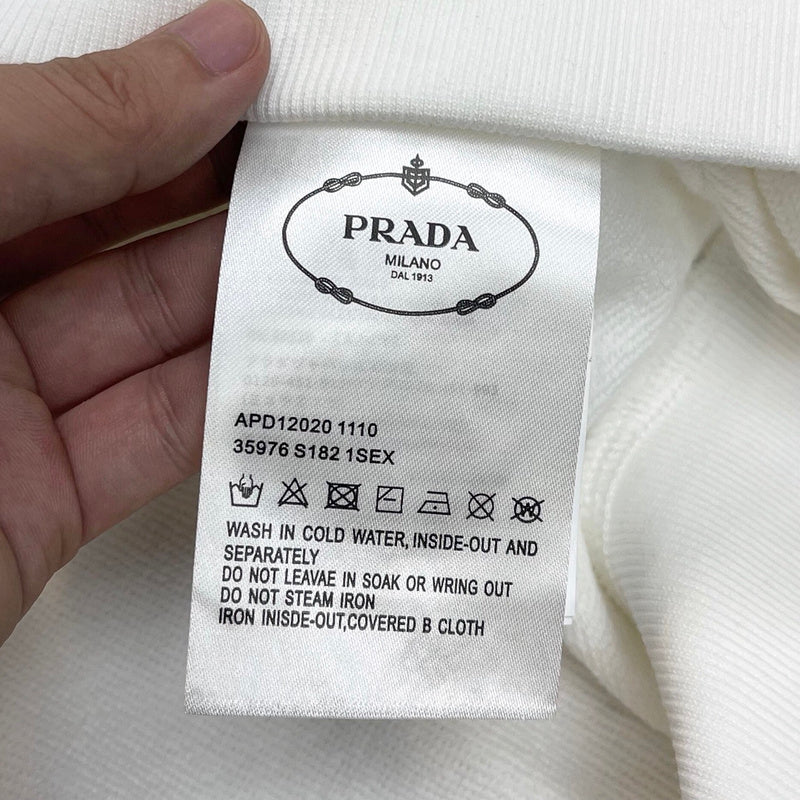 PRADA
MILANO
DAL 1913
APD12020 1110
35976 S182 1SEX
W
WASH IN COLD WATER, INSIDE-OUT AND
SEPARATELY
DO NOT LEAVAE IN SOAK OR WRING OUT
DO NOT STEAM IRON
IRON INISDE-OUT,COVERED B CLOTH